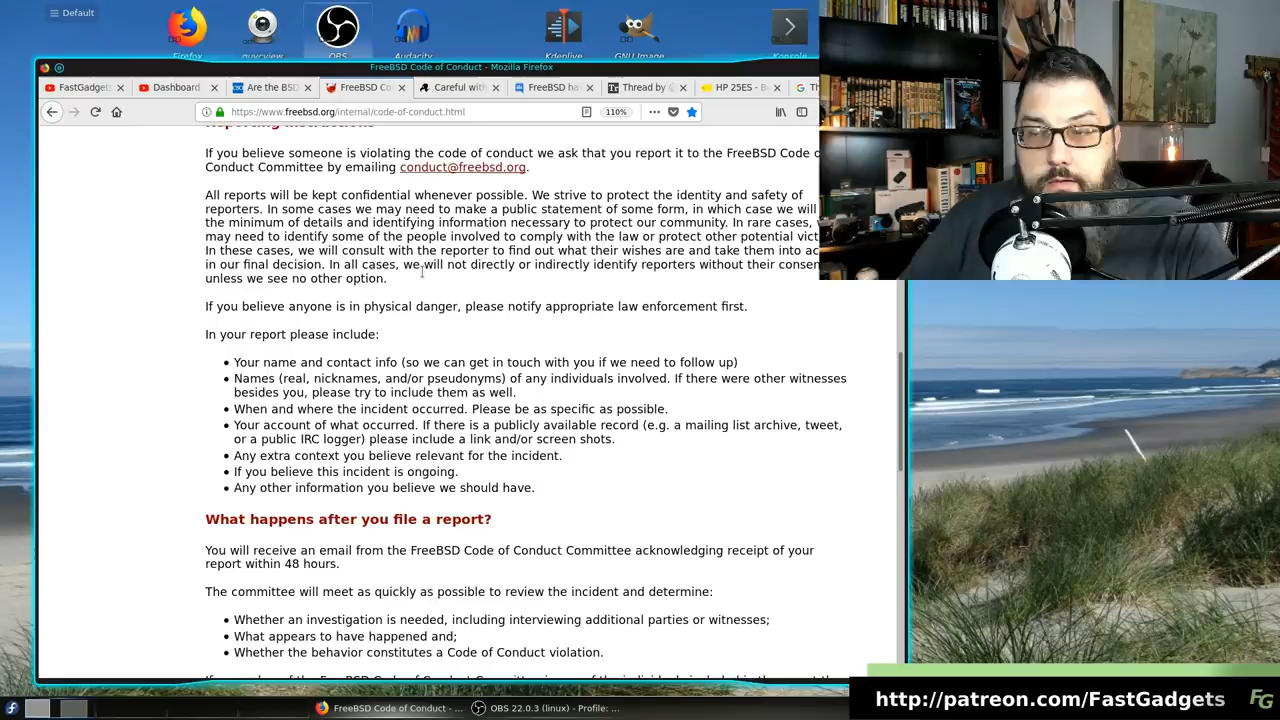 Default
Firefox
guvcview
OBS
Audacity
Kdenlive
GNU Image
Konsole
FreeBSD Code of Conduct - Mozilla Firefox
FastGadget
Dashboard
Are the BSD
FreeBSD Co
Careful with
FreeBSD ha
Thread by
HP 25ES - B
Th
https://www.freebsd.org/internal/code-of-conduct.html
110%
Reporting Instructions
If you believe someone is violating the code of conduct we ask that you report it to the FreeBSD Code o
Conduct Committee by emailing conduct@freebsd.org.
All reports will be kept confidential whenever possible. We strive to protect the identity and safety of
reporters. In some cases we may need to make a public statement of some form, in which case we will
the minimum of details and identifying information necessary to protect our community. In rare cases,
may need to identify some of the people involved to comply with the law or protect other potential vict
In these cases, we will consult with the reporter to find out what their wishes are and take them into ac
in our final decision. In all cases, we will not directly or indirectly identify reporters without their consen
unless we see no other option.
If you believe anyone is in physical danger, please notify appropriate law enforcement first.
In your report please include:
• Your name and contact info (so we can get in touch with you if we need to follow up)
• Names (real, nicknames, and/or pseudonyms) of any individuals involved. If there were other witnesses
besides you, please try to include them as well.
• When and where the incident occurred. Please be as specific as possible.
• Your account of what occurred. If there is a publicly available record (e.g. a mailing list archive, tweet,
or a public IRC logger) please include a link and/or screen shots.
• Any extra context you believe relevant for the incident.
• If you believe this incident is ongoing.
• Any other information you believe we should have.
What happens after you file a report?
You will receive an email from the FreeBSD Code of Conduct Committee acknowledging receipt of your
report within 48 hours.
The committee will meet as quickly as possible to review the incident and determine:
• Whether an investigation is needed, including interviewing additional parties or witnesses;
• What appears to have happened and;
• Whether the behavior constitutes a Code of Conduct violation.
http://patreon.com/FastGadgets
FG
FreeBSD Code of Conduct - ...
OBS 22.0.3 (linux) - Profile: ...